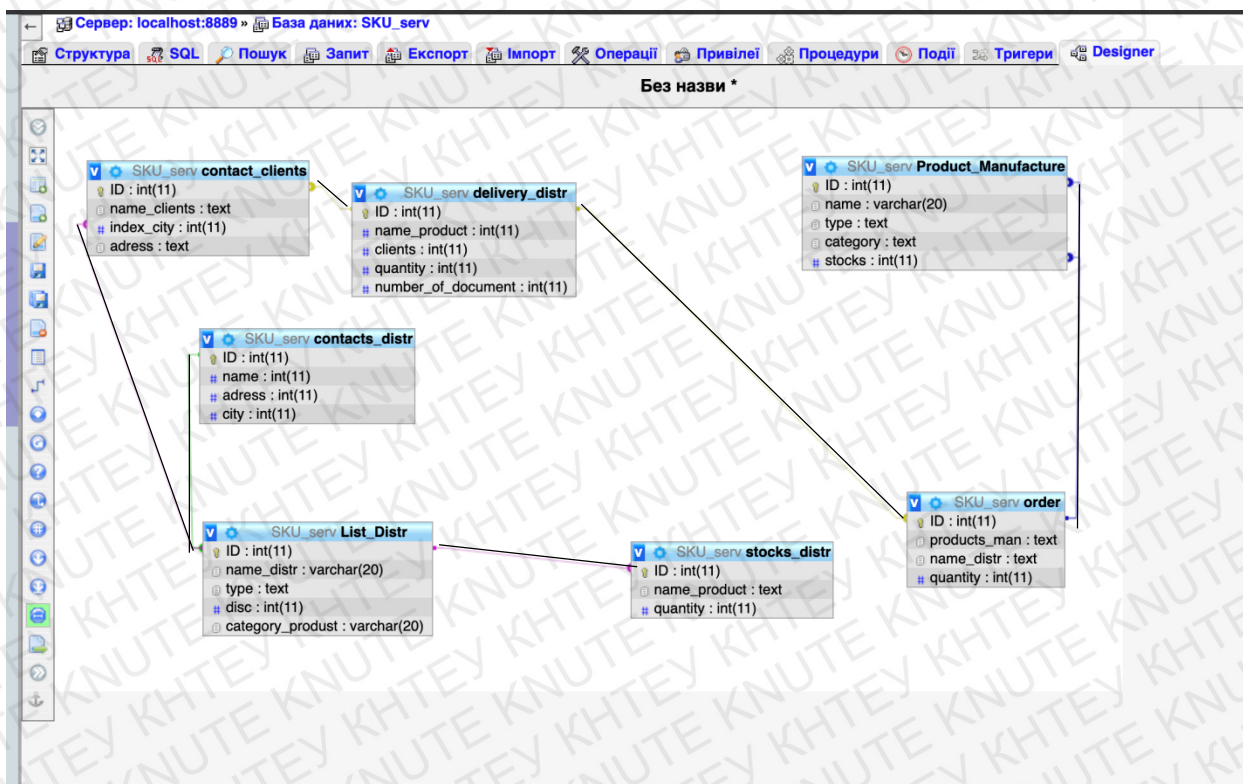 Сервер: localhost:8889 » База даних: SKU_serv
Структура SQL Пошук Запит Експорт Імпорт Операції Привілеї Процедури Події Тригери Designer
Без назви *
SKU_serv contact_clients
ID : int(11)
name_clients : text
index_city : int(11)
adress : text
SKU_serv delivery_distr
ID : int(11)
name_product : int(11)
clients : int(11)
quantity : int(11)
number_of_document : int(11)
SKU_serv Product_Manufacture
ID : int(11)
name : varchar(20)
type : text
category : text
stocks : int(11)
SKU_serv contacts_distr
ID : int(11)
name : int(11)
adress : int(11)
city : int(11)
SKU_serv List_Distr
ID : int(11)
name_distr : varchar(20)
type : text
disc : int(11)
category_produst : varchar(20)
SKU_serv stocks_distr
ID : int(11)
name_product : text
quantity : int(11)
SKU_serv order
ID : int(11)
products_man : text
name_distr : text
quantity : int(11)